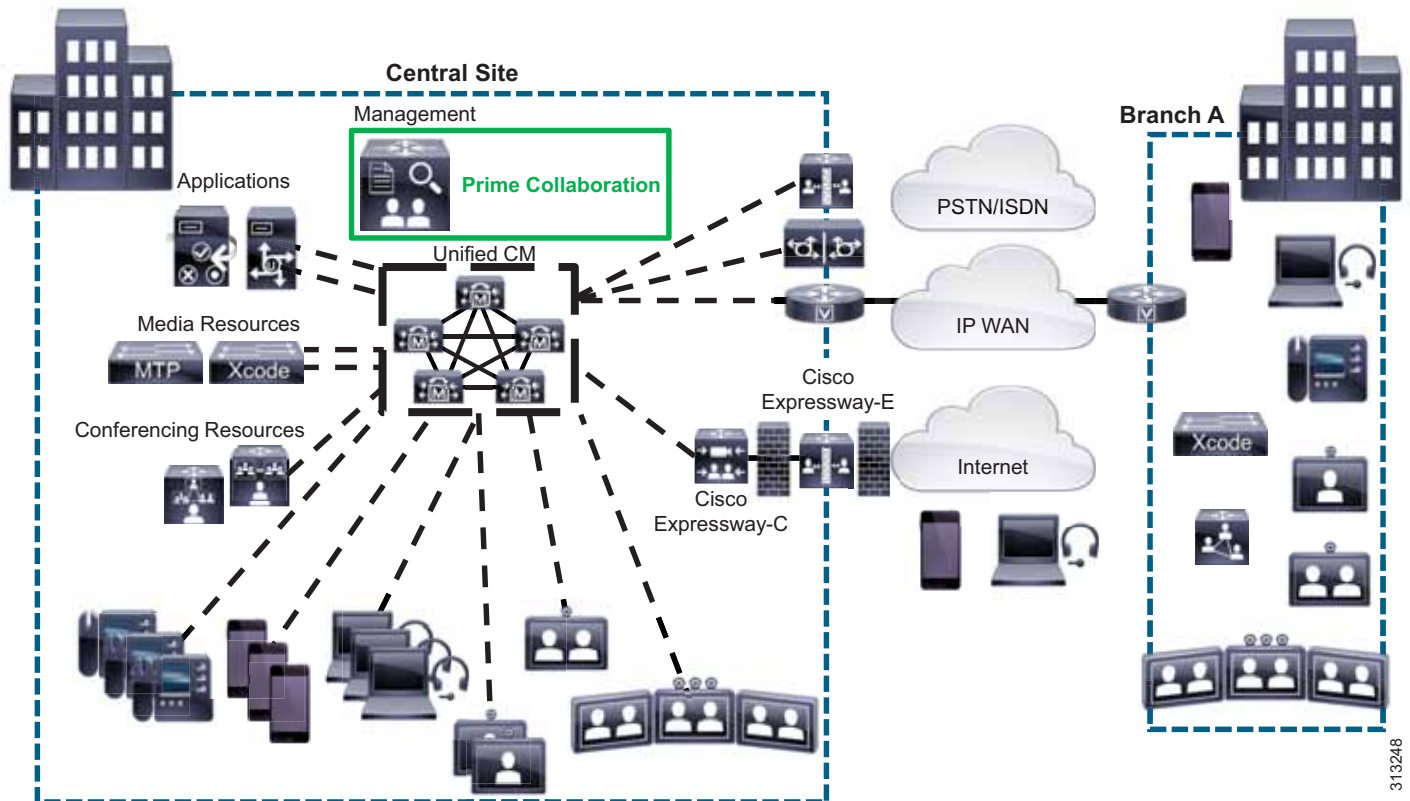 Central Site
Management
Prime Collaboration
Applications
Unified CM
Media Resources
MTP
Xcode
Conferencing Resources
PSTN/ISDN
IP WAN
Cisco
Expressway-E
Internet
Cisco
Expressway-C
Branch A
Xcode
M
M
M
M
M
V
V
U
313248